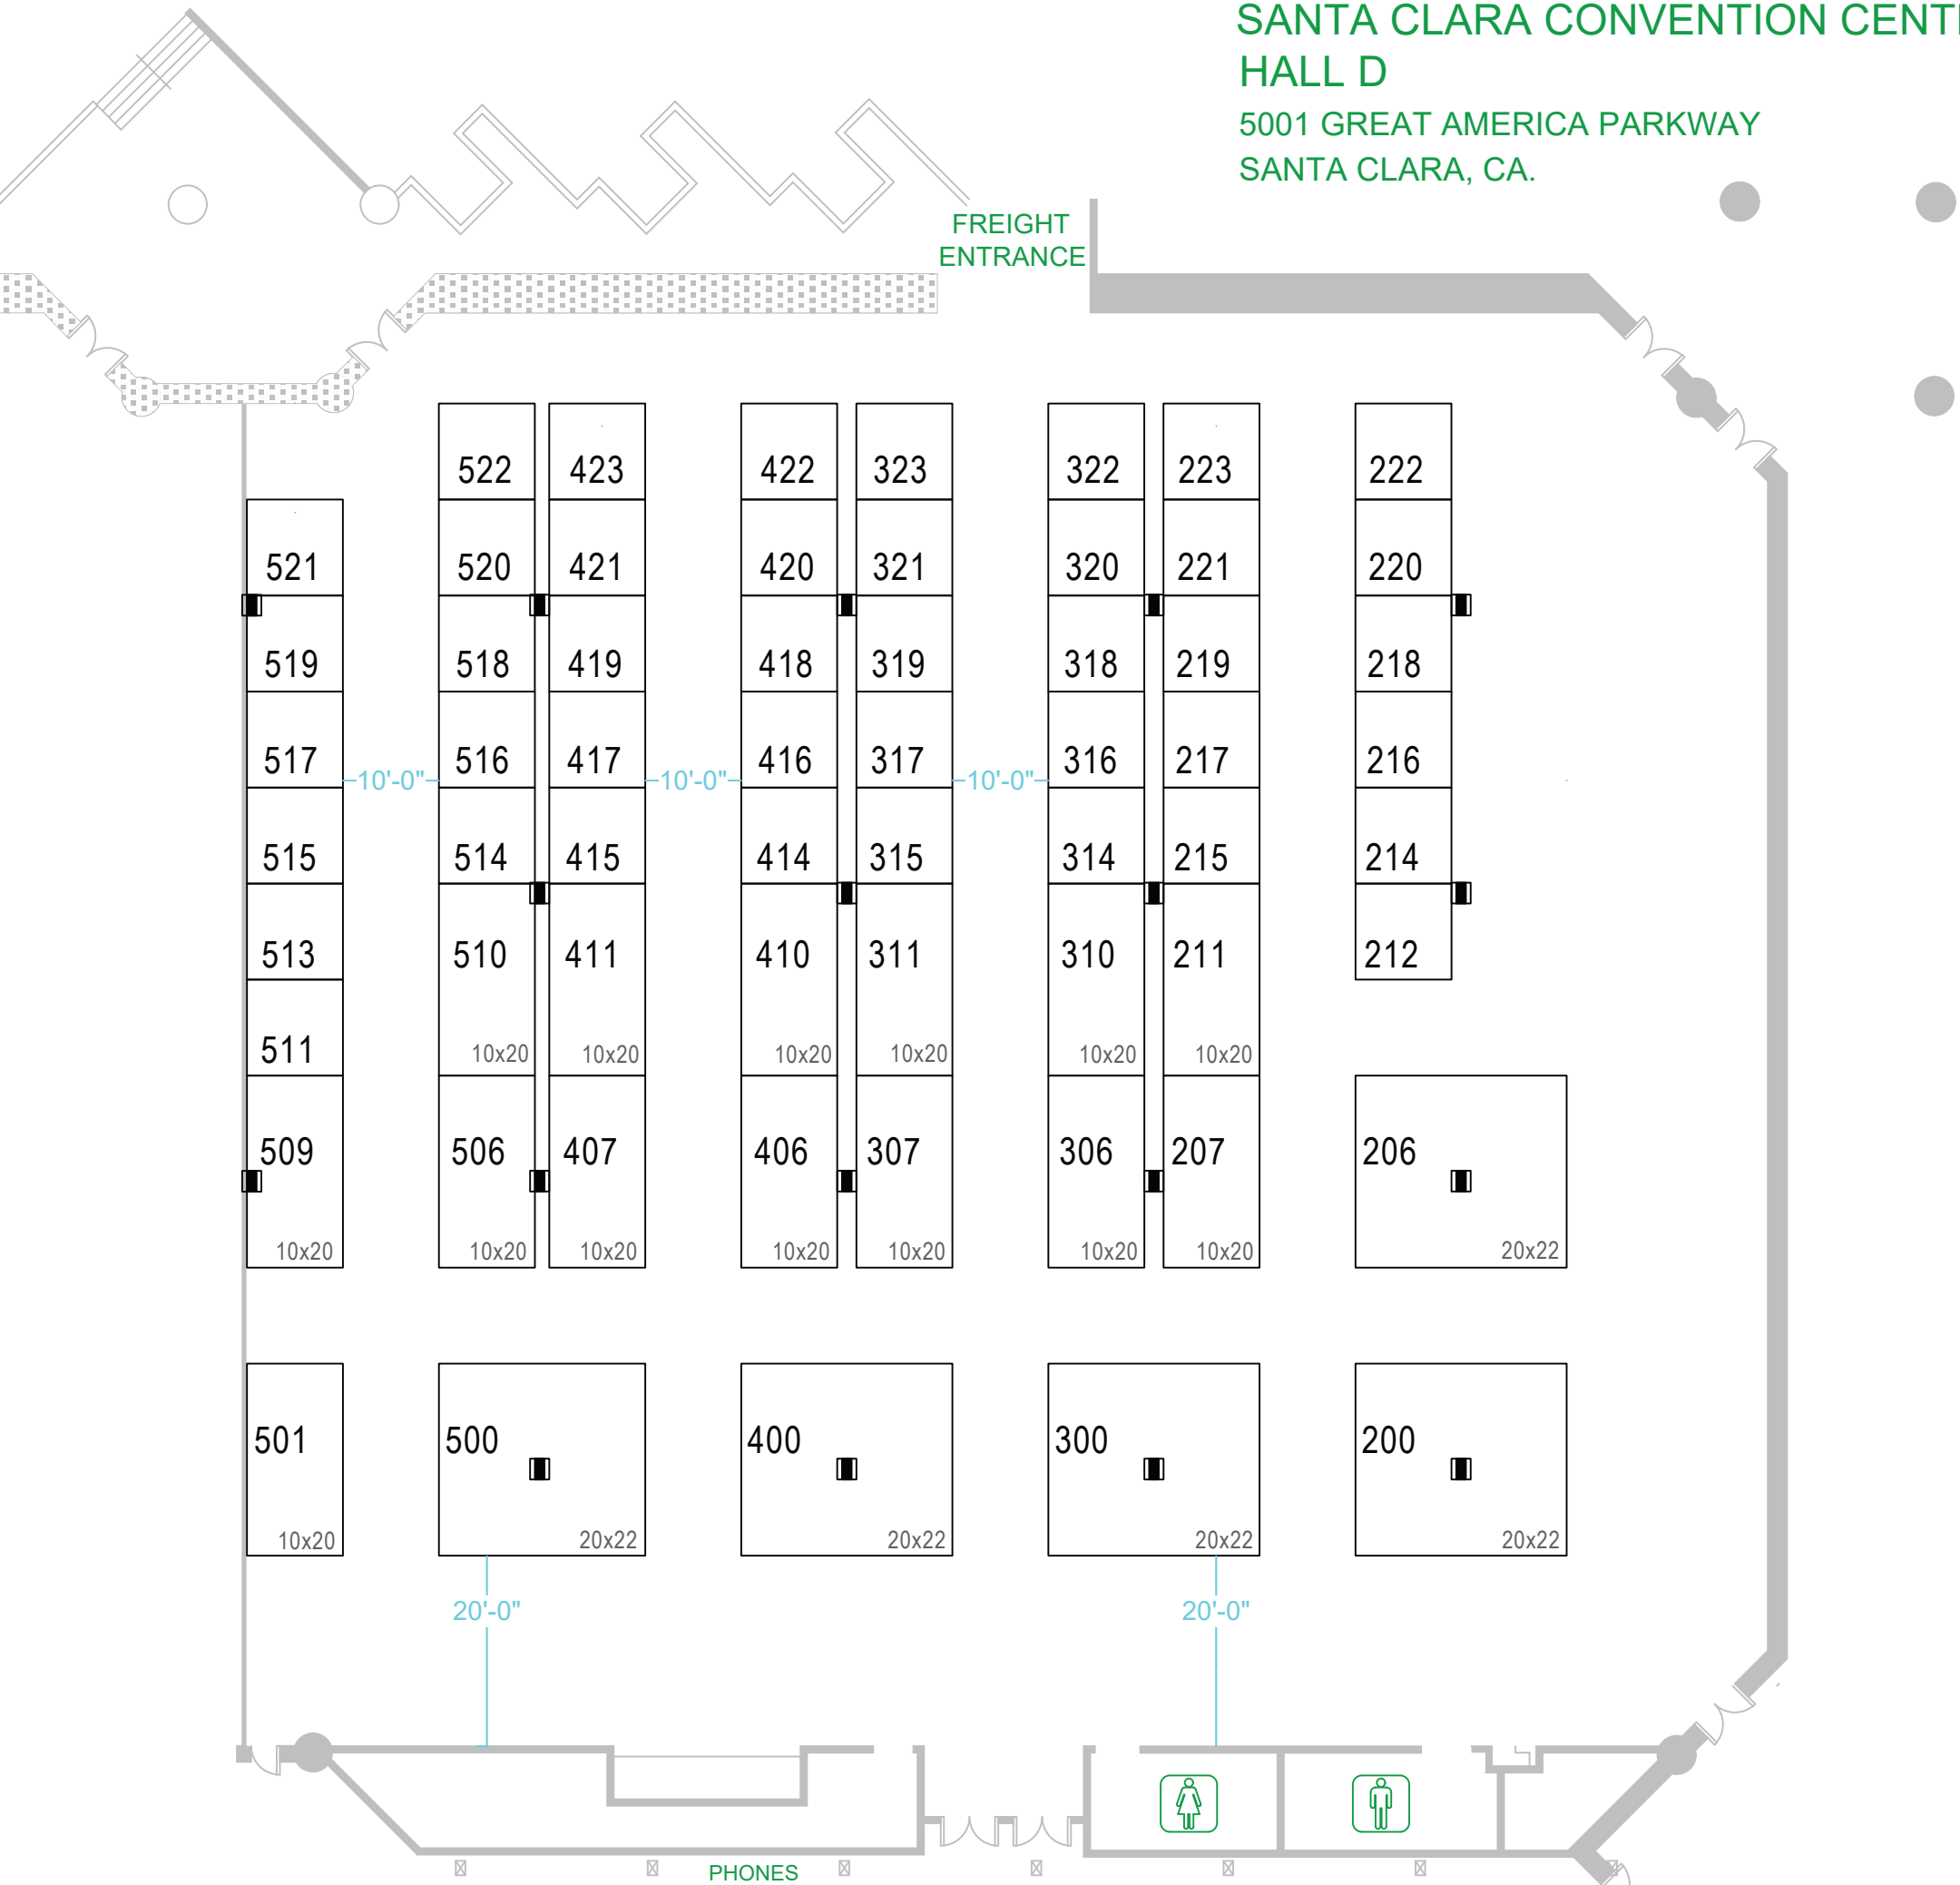 SANTA CLARA CONVENTION
HALL D
5001 GREAT AMERICA PARKWAY
SANTA CLARA, CA.
FREIGHT
ENTRANCE
522 423 422 323 322 223 222
521 520 421 420 321 320 221 220
519 518 419 418 319 318 219 218
517 516 417 416 317 316 217 216
10'-0" 10'-0" 10'-0"
515 514 415 414 315 314 215 214
513 510 411 410 311 310 211 212
511
10x20 10x20 10x20 10x20 10x20 10x20
509 506 407 406 307 306 207 206
10x20 10x20 10x20 10x20 10x20 10x20 10x20 20x22
501 500 400 300 200
10x20 20x22 20x22 20x22 20x22
20'-0" 20'-0"
PHONES